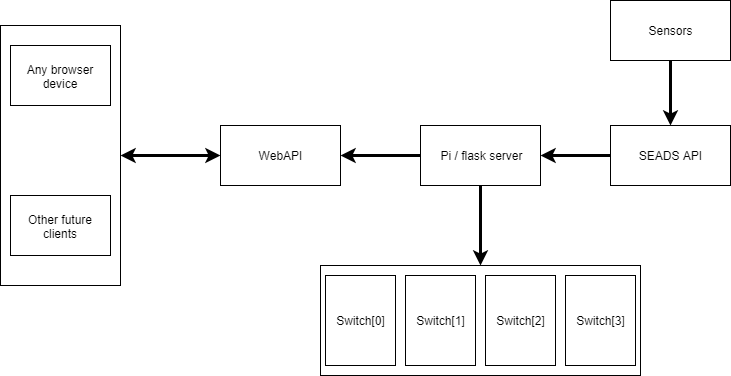 Sensors
Any browser
device
WebAPI
Pi / flask server
SEADS API
Other future
clients
Switch[0]
Switch[1]
Switch[2]
Switch[3]